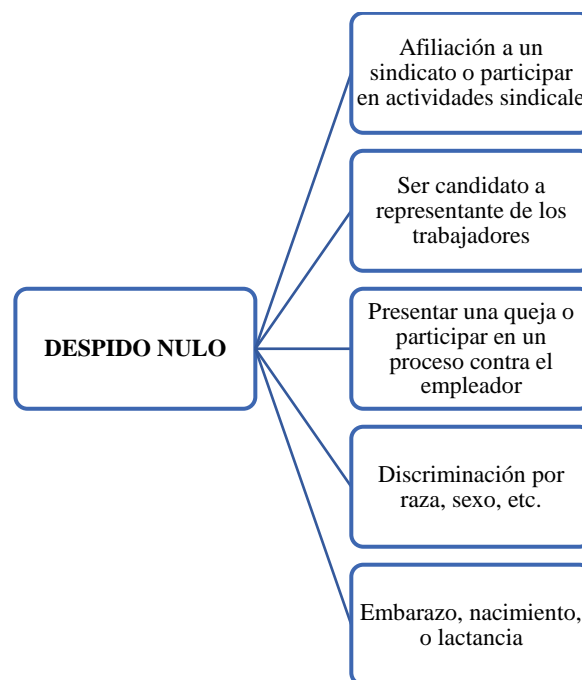 Afiliación a un
sindicato o participar
en actividades sindicale
Ser candidato a
representante de los
trabajadores
DESPIDO NULO
Presentar una queja o
participar en un
proceso contra el
empleador
Discriminación por
raza, sexo, etc.
Embarazo, nacimiento,
o lactancia